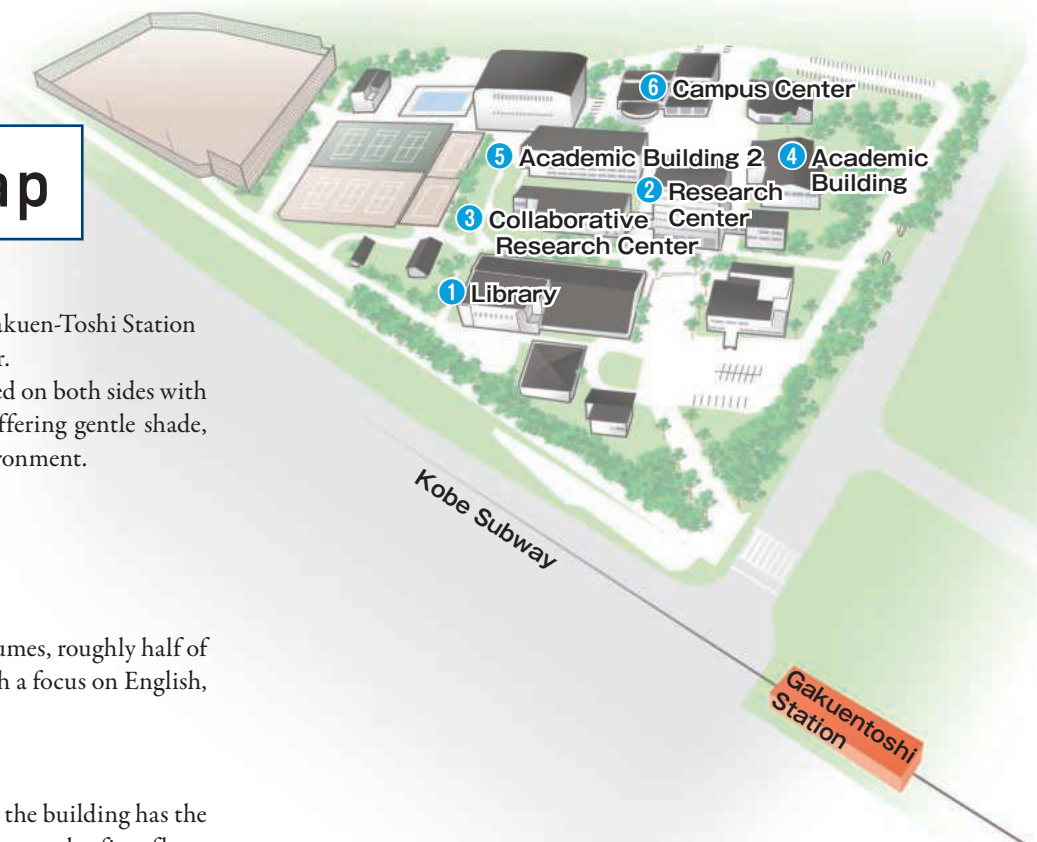 ap
akuen-Toshi Station
r.
ed on both sides with
ffering gentle shade,
ronment.
umes, roughly half of
h a focus on English,
the building has the
6 Campus Center
5 Academic Building 2
4 Academic
Building
2 Research
Center
3 Collaborative
Research Center
1 Library
Kobe Subway
Gakuentoshi
Station